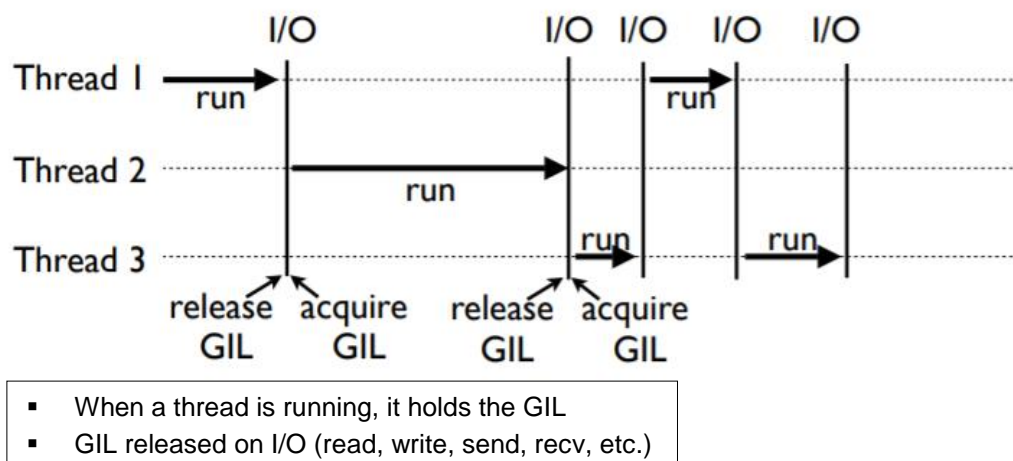 I/O I/O I/O I/O I/O
Thread 1
run run
Thread 2
run
run run
Thread 3
release acquire release acquire
GIL GIL GIL GIL
▪ When a thread is running, it holds the GIL
▪ GIL released on I/O (read, write, send, recv, etc.)